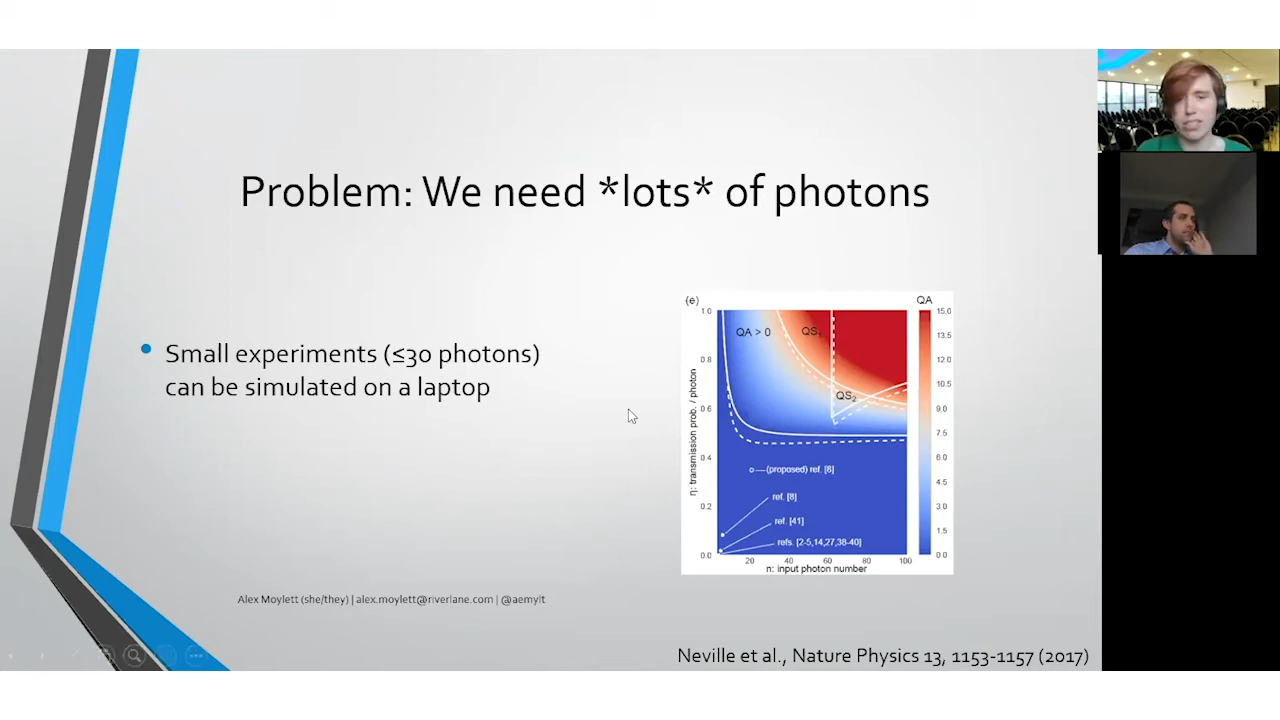 Problem: We need *lots* of photons
Small experiments (≤30 photons)
can be simulated on a laptop
(e)
QA
1.0
0.8
0.6
0.4
0.2
0.0
η: transmission prob. / photon
QA > 0
QS₁
QS₂
(proposed) ref. [8]
ref. [8]
ref. [41]
refs. [2-5,14,27,38-40]
20 40 60 80 100
n: input photon number
15.0
13.5
12.0
10.5
9.0
7.5
6.0
4.5
3.0
1.5
0.0
Alex Moylett (she/they) | alex.moylett@riverlane.com | @aemylt
Neville et al., Nature Physics 13, 1153-1157 (2017)